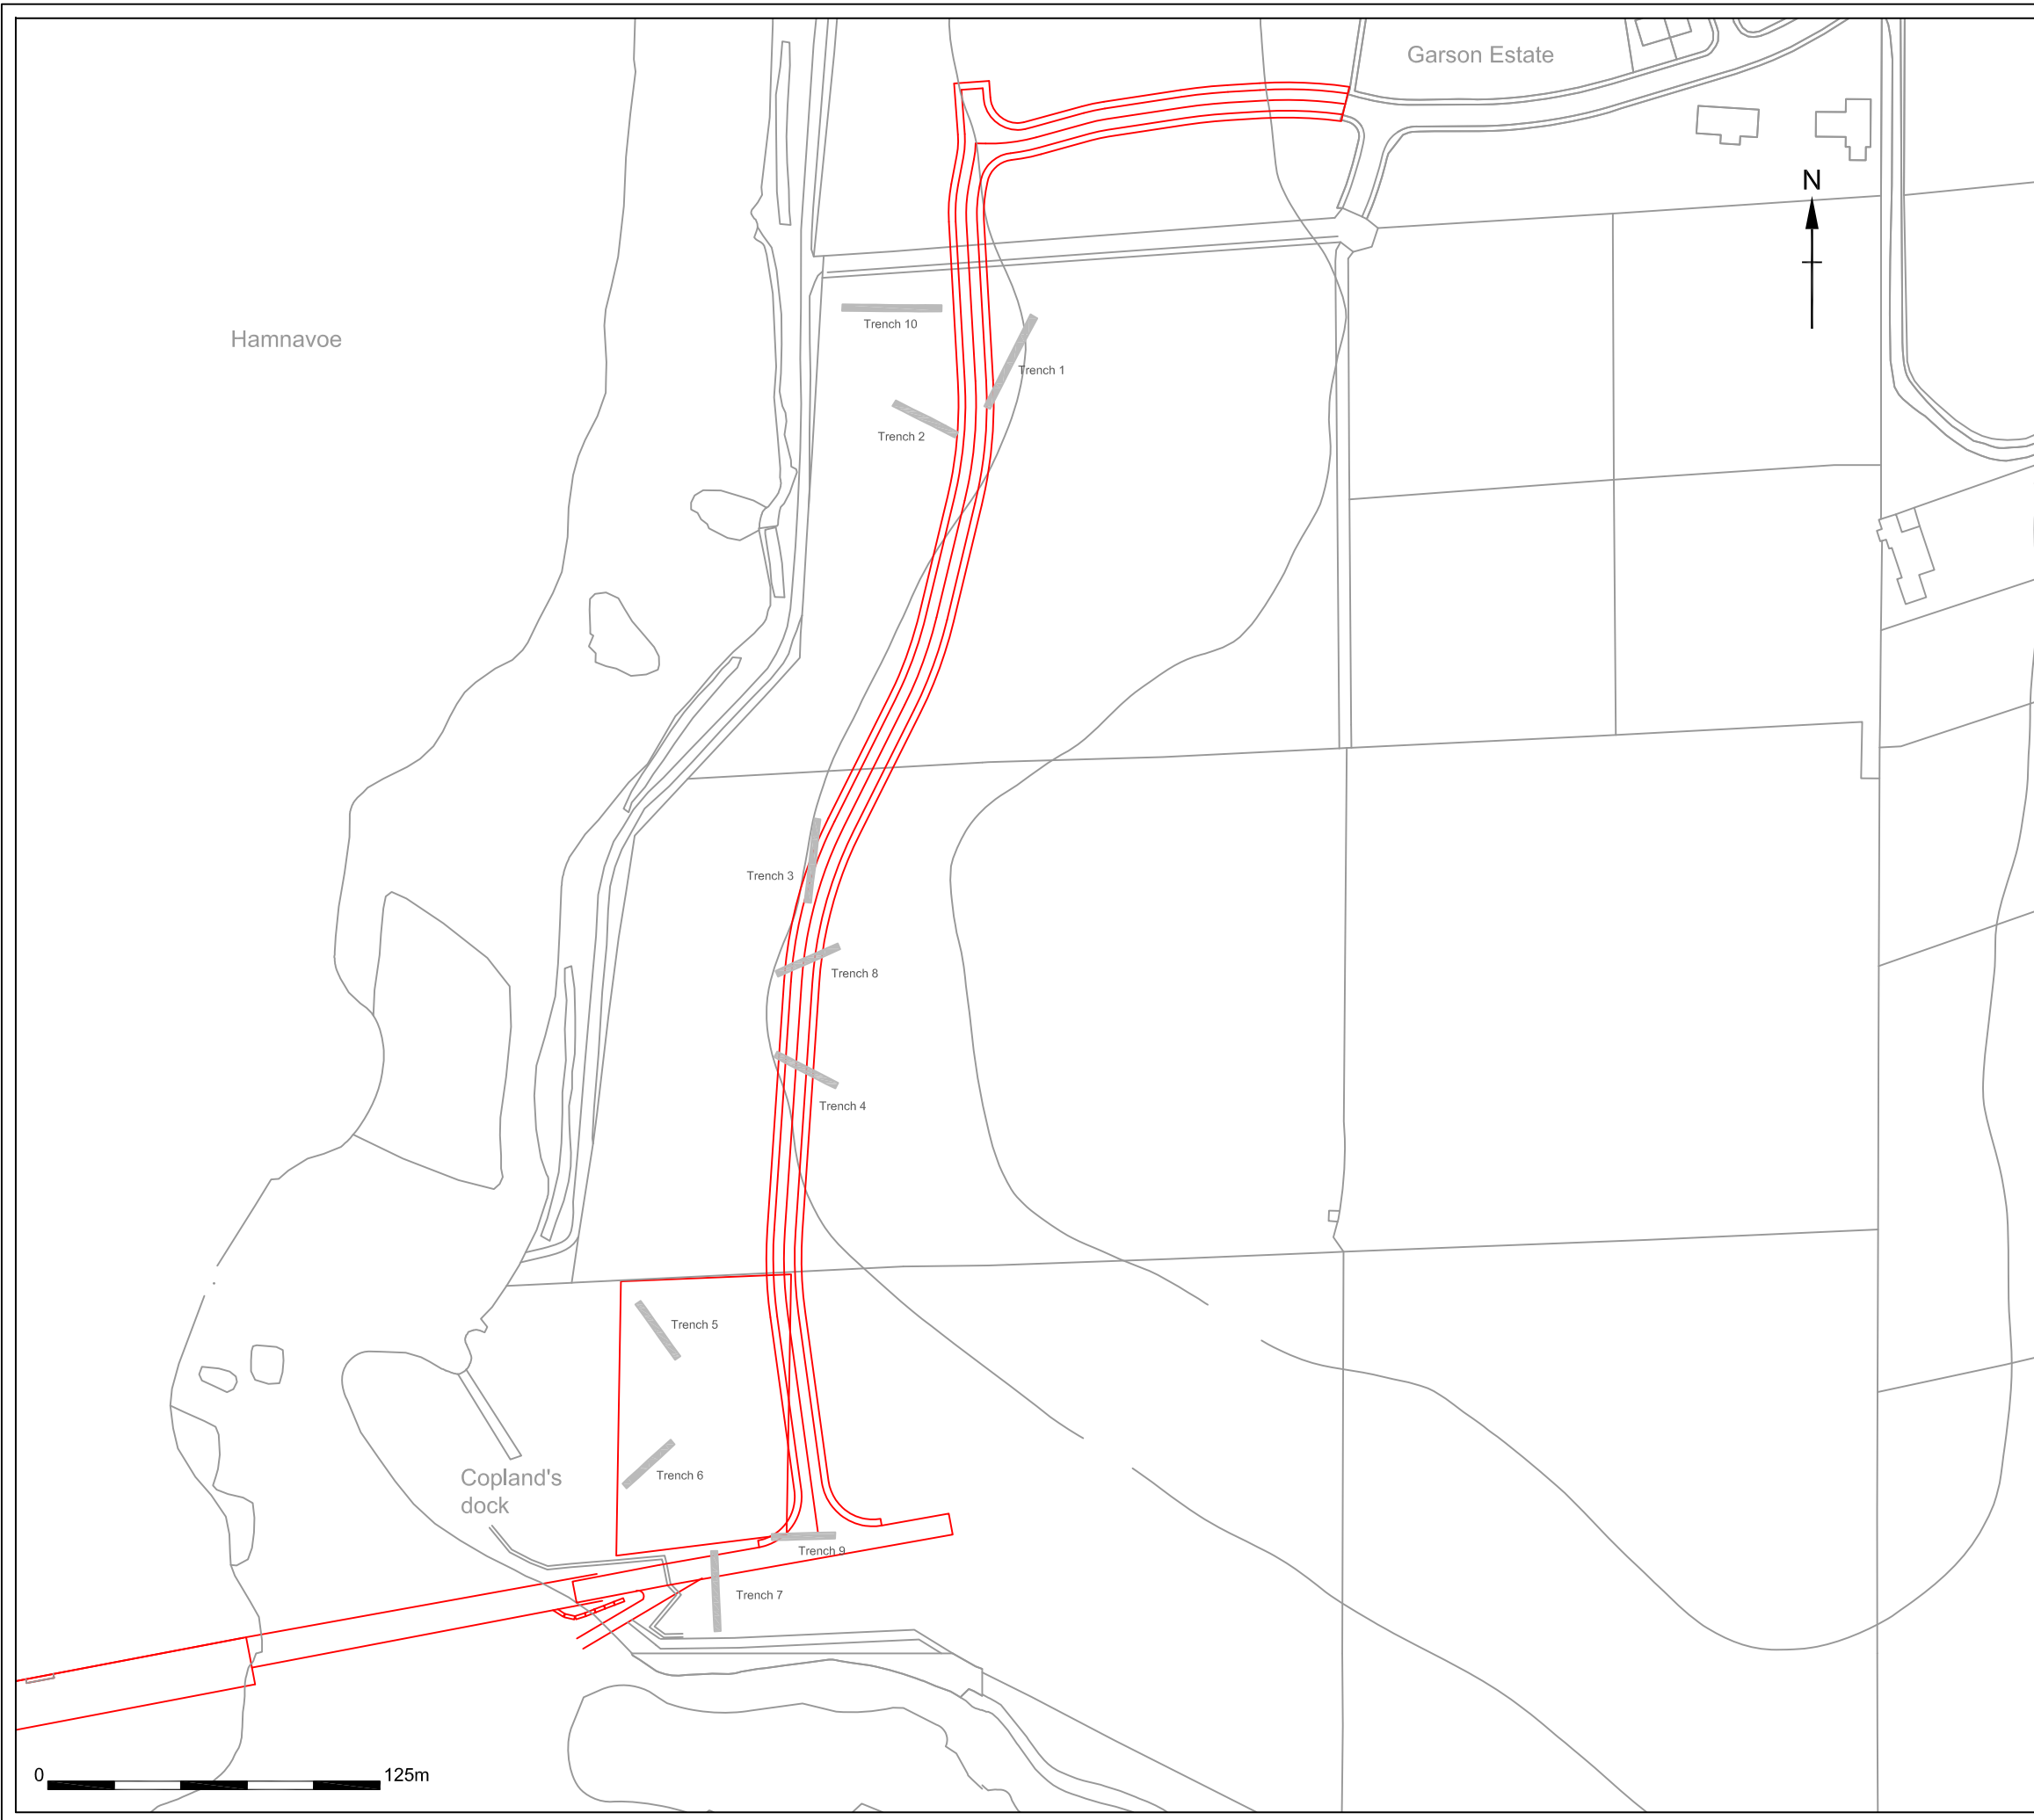 Garson Estate
N
Hamnavoe
Trench 10
Trench 1
Trench 2
Trench 3
Trench 8
Trench 4
Trench 5
Trench 6
Copland's
dock
Trench 9
Trench 7
0
125m